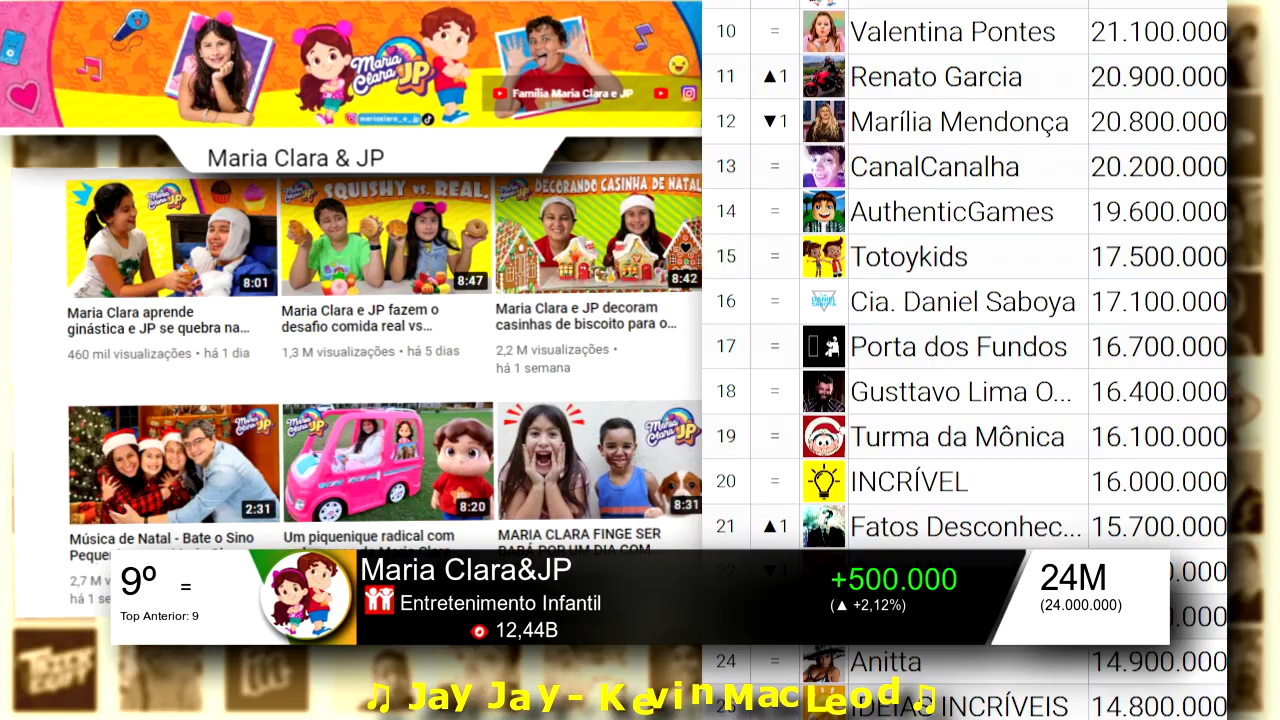 Maria Clara JP
Família Maria Clara e JP
mariaclara_e_jp
Maria Clara & JP
SQUISHY vs. REAL.
DECORANDO CASINHA DE NATAL
8:01
8:47
8:42
Maria Clara aprende
ginástica e JP se quebra na...
460 mil visualizações • há 1 dia
Maria Clara e JP fazem o
desafio comida real vs...
1,3 M visualizações • há 5 dias
Maria Clara e JP decoram
casinhas de biscoito para o...
2,2 M visualizações •
há 1 semana
2:31
8:20
8:31
Música de Natal - Bate o Sino
Um piquenique radical com
MARIA CLARA FINGE SER
2,7 M
há 1 se
10 = Valentina Pontes 21.100.000
11 ▲1 Renato Garcia 20.900.000
12 ▼1 Marília Mendonça 20.800.000
13 = CanalCanalha 20.200.000
14 = AuthenticGames 19.600.000
15 = Totoykids 17.500.000
16 = Cia. Daniel Saboya 17.100.000
17 = Porta dos Fundos 16.700.000
18 = Gusttavo Lima O... 16.400.000
19 = Turma da Mônica 16.100.000
20 = INCRÍVEL 16.000.000
21 ▲1 Fatos Desconhec... 15.700.000
24 = Anitta 14.900.000
IDEIAS INCRÍVEIS 14.800.000
9º =
Top Anterior: 9
Maria Clara&JP
Entretenimento Infantil
12,44B
+500.000
(▲ +2,12%)
24M
(24.000.000)
♫ Jay Jay - Kevin MacLeod ♫